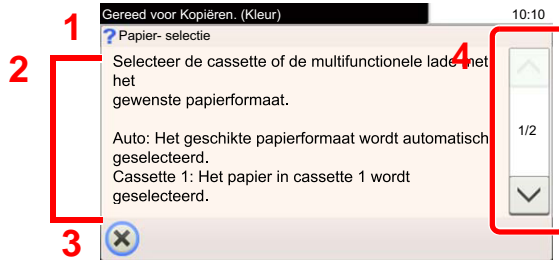 Gereed voor Kopiëren. (Kleur)
10:10
1
? Papier- selectie
2
4
Selecteer de cassette of de multifunctionele lade met
het
gewenste papierformaat.
1/2
Auto: Het geschikte papierformaat wordt automatisch
geselecteerd.
Cassette 1: Het papier in cassette 1 wordt
geselecteerd.
3